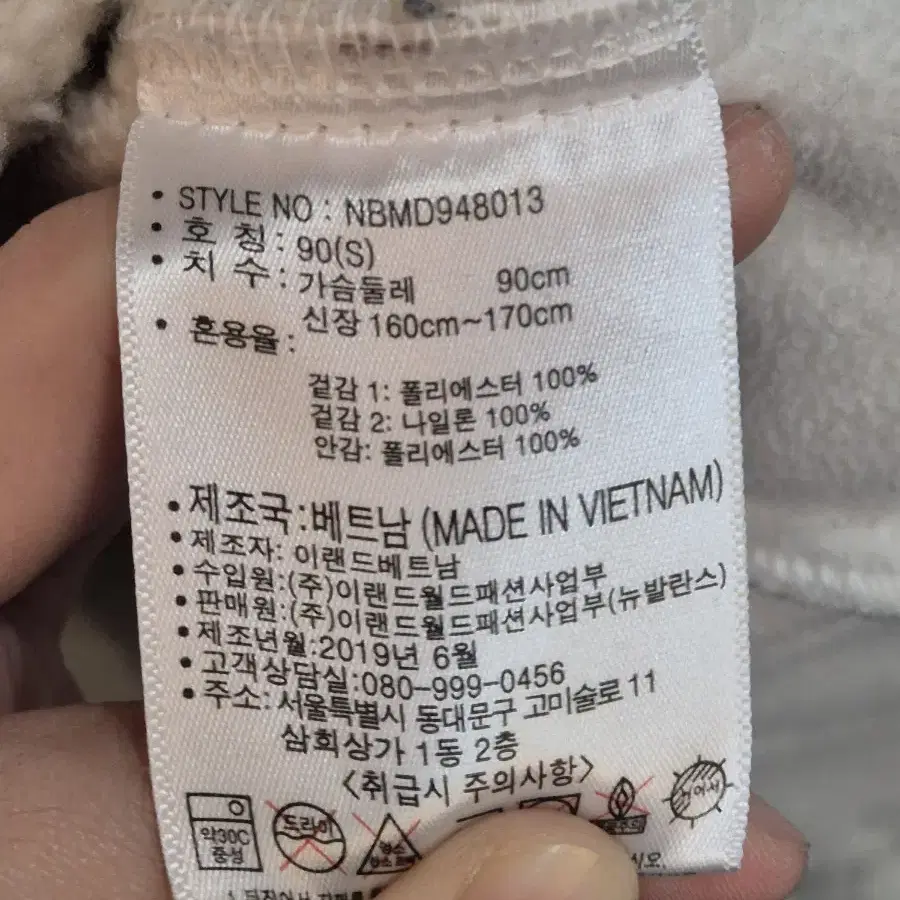 • STYLE NO : NBMD948013
• 호 칭 : 90(S)
• 치 수 : 가슴둘레 90cm
신장 160cm~170cm
• 혼용율 :
겉감 1: 폴리에스터 100%
겉감 2: 나일론 100%
안감: 폴리에스터 100%
• 제조국 : 베트남 (MADE IN VIETNAM)
• 제조자: 이랜드베트남
• 수입원:(주)이랜드월드패션사업부
• 판매원:(주)이랜드월드패션사업부(뉴발란스)
• 제조년월:2019년 6월
• 고객상담실:080-999-0456
• 주소: 서울특별시 동대문구 고미술로 11
삼희상가 1동 2층
<취급시 주의사항>
약30C
중성
드라이
염소
뉘어서